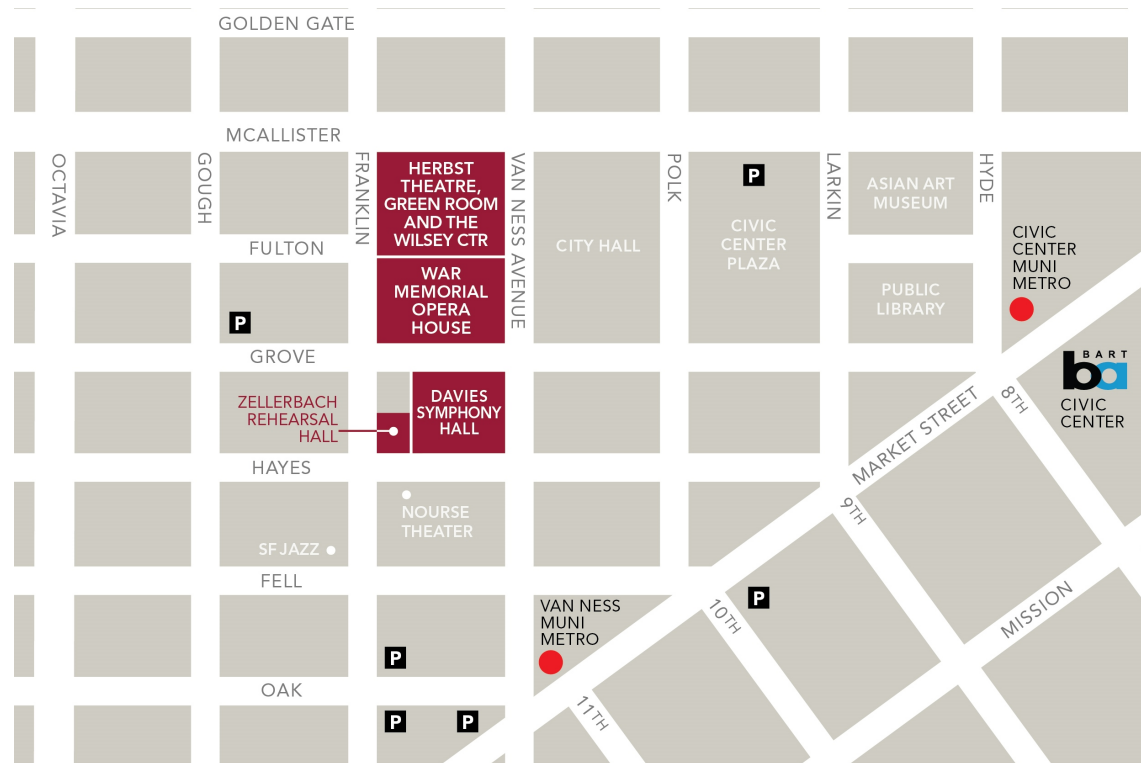 GOLDEN GATE
MCALLISTER
OCTAVIA
GOUGH
FRANKLIN
HERBST
THEATRE,
GREEN ROOM
AND THE
WILSEY CTR
VAN NESS AVENUE
POLK
P
LARKIN
ASIAN ART
MUSEUM
HYDE
FULTON
CITY HALL
CIVIC
CENTER
PLAZA
CIVIC
CENTER
MUNI
METRO
WAR
MEMORIAL
OPERA
HOUSE
PUBLIC
LIBRARY
P
GROVE
BART
ba
CIVIC
CENTER
ZELLERBACH
REHEARSAL
HALL
DAVIES
SYMPHONY
HALL
MARKET STREET
8TH
HAYES
NOURSE
THEATER
9TH
SF JAZZ
FELL
VAN NESS
MUNI
METRO
10TH
P
MISSION
P
OAK
P
P
11TH